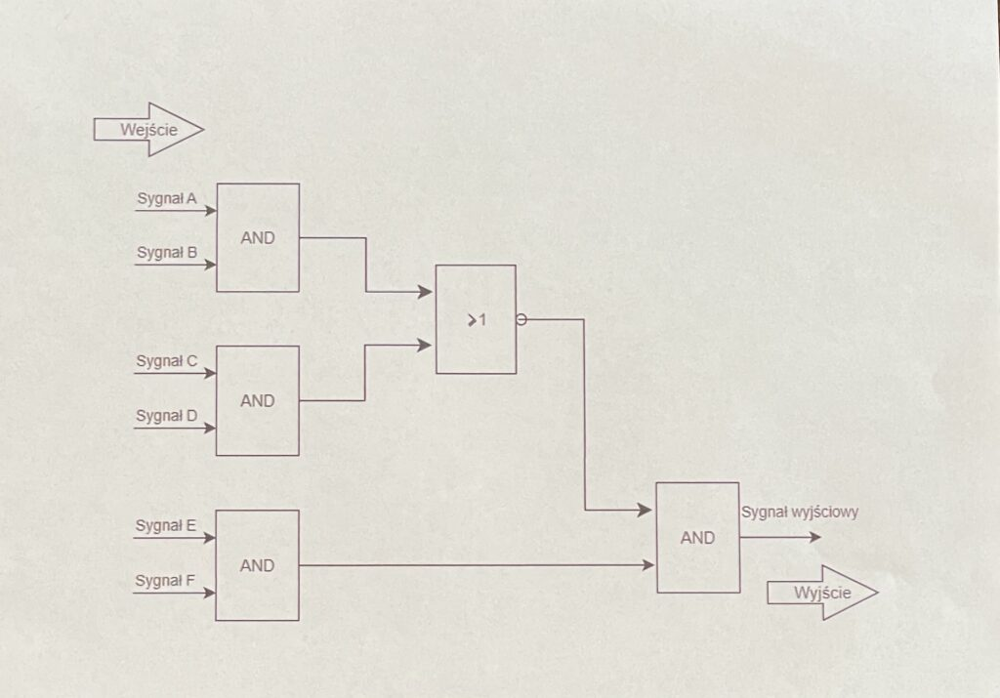 Wejście
Sygnał A
AND
Sygnał B
⩾1
Sygnał C
AND
Sygnał D
Sygnał E
AND
Sygnał F
AND
Sygnał wyjściowy
Wyjście